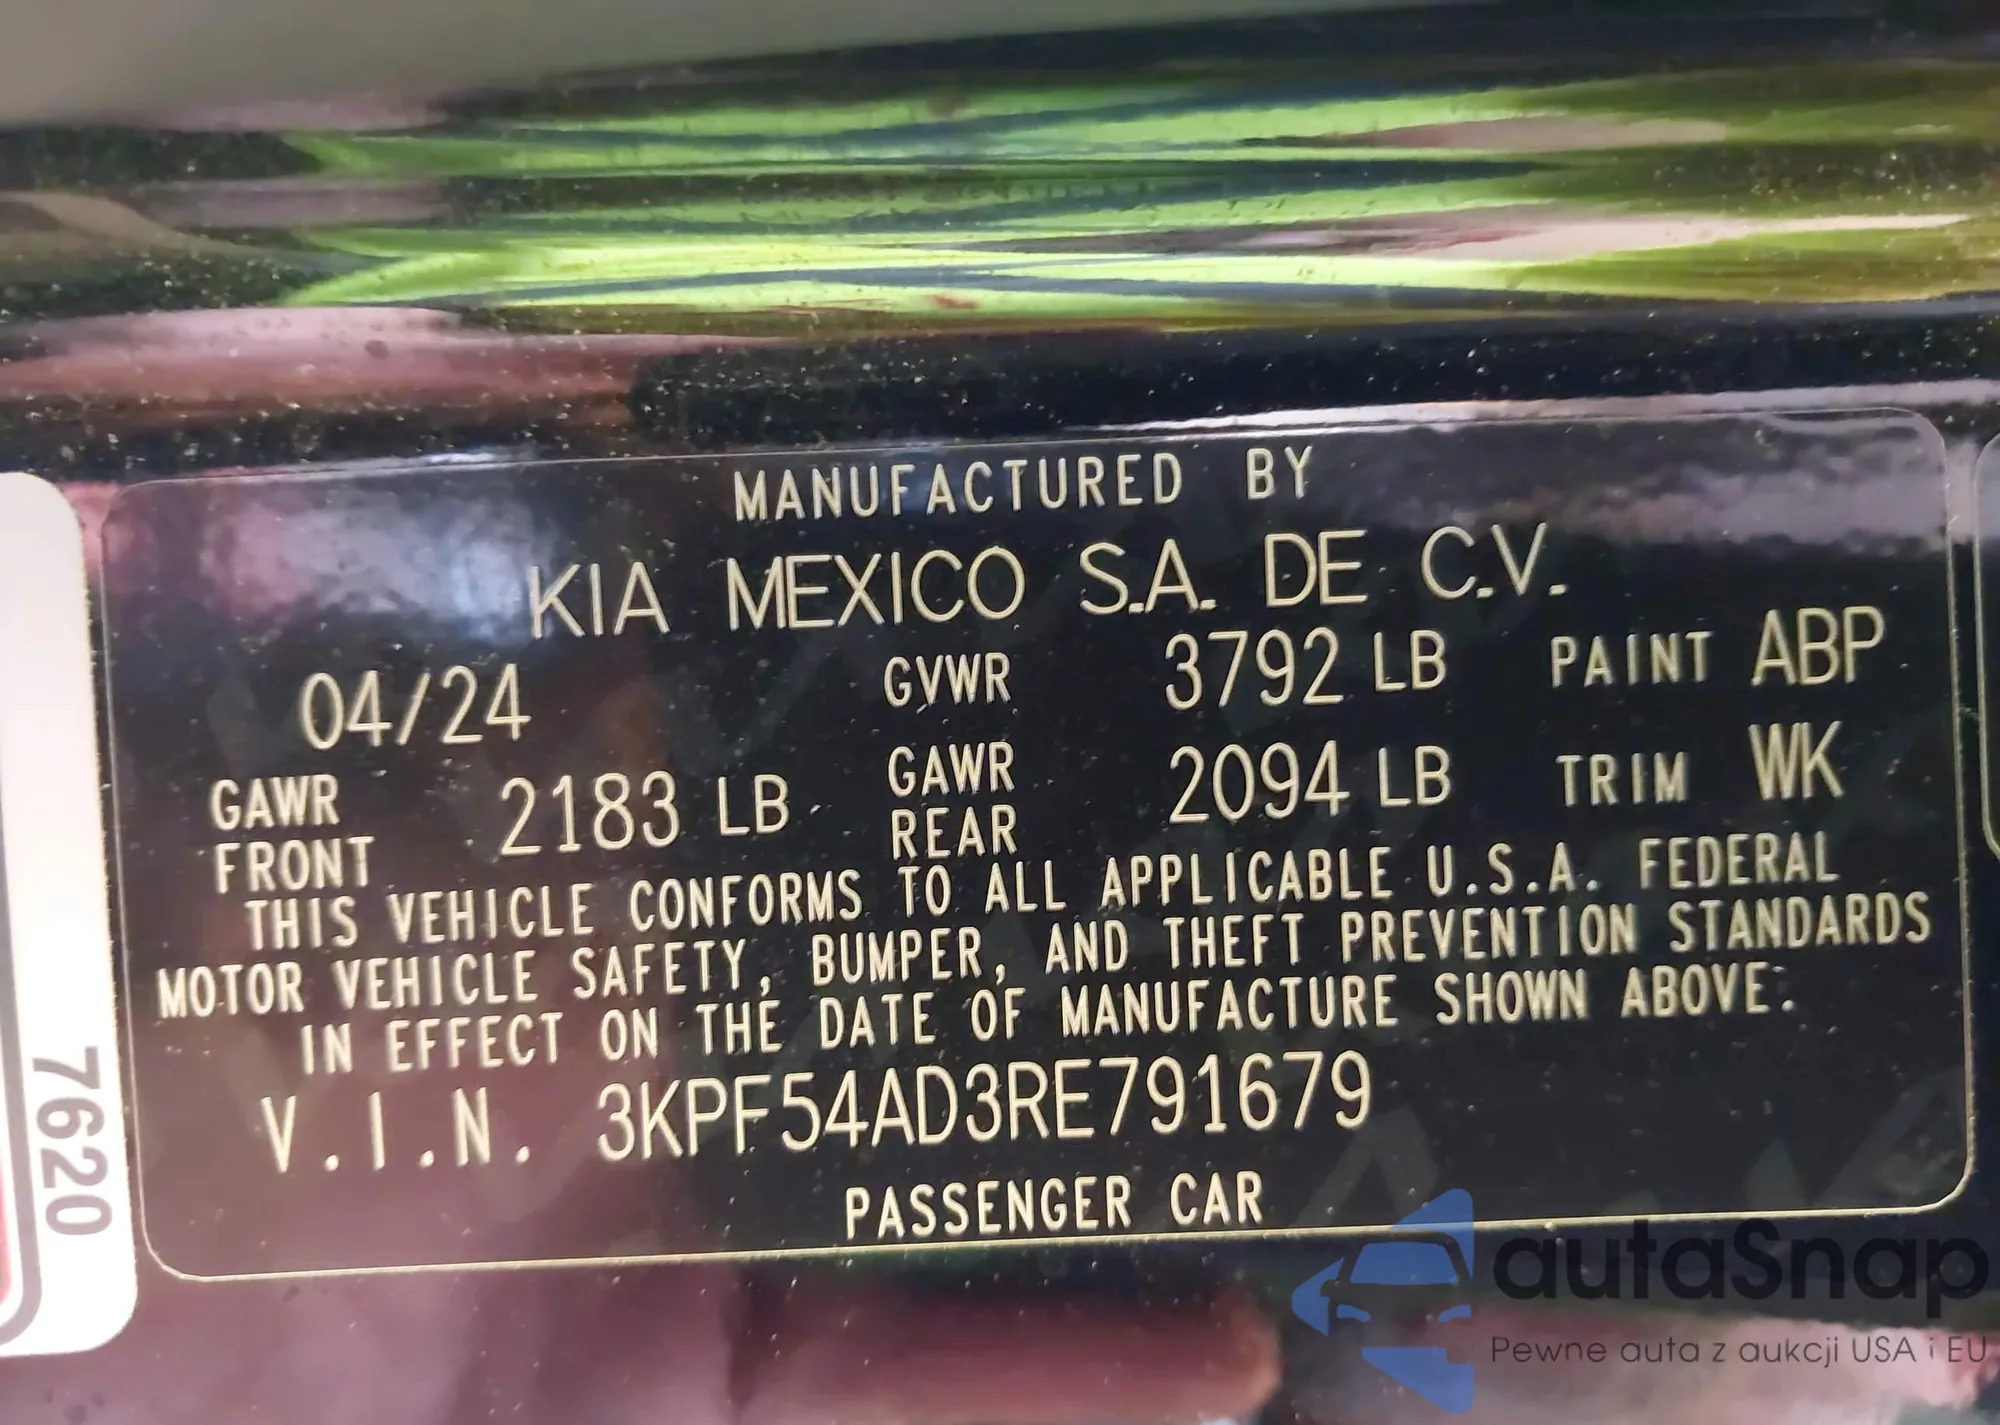 MANUFACTURED BY
KIA MEXICO S.A. DE C.V.
04/24 GVWR 3792 LB PAINT ABP
GAWR FRONT 2183 LB GAWR REAR 2094 LB TRIM WK
THIS VEHICLE CONFORMS TO ALL APPLICABLE U.S.A. FEDERAL
MOTOR VEHICLE SAFETY, BUMPER, AND THEFT PREVENTION STANDARDS
IN EFFECT ON THE DATE OF MANUFACTURE SHOWN ABOVE.
V.I.N. 3KPF54AD3RE791679
PASSENGER CAR
7620
autaSnap
Pewne auta z aukcji USA i EU